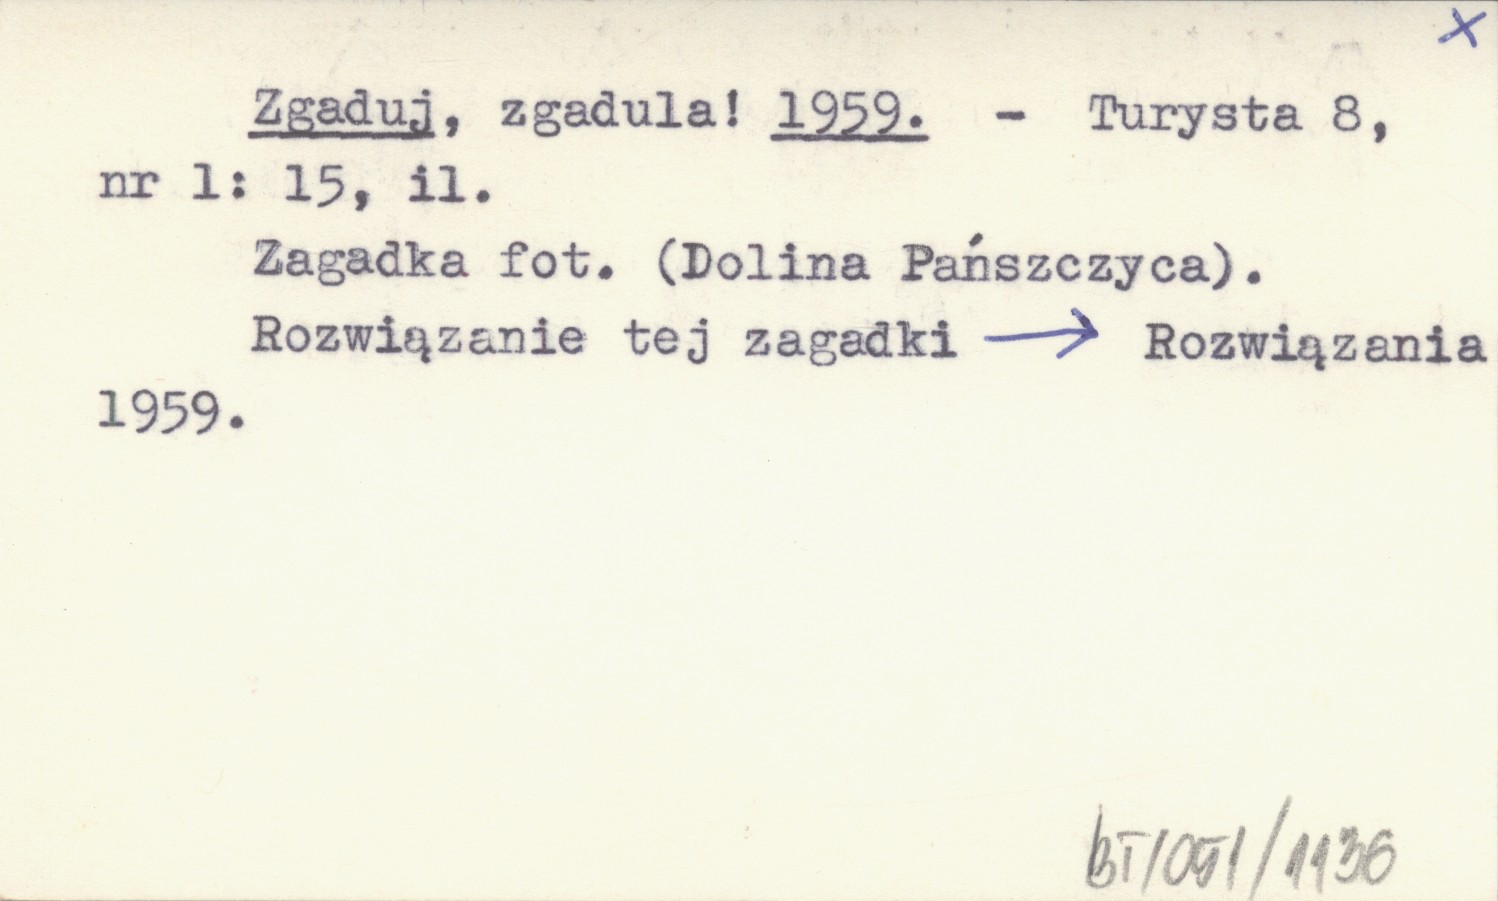 x
Zgaduj, zgadula! 1959. - Turysta 8,
nr 1: 15, il.
Zagadka fot. (Dolina Pańszczyca).
Rozwiązanie tej zagadki → Rozwiązania
1959.
BT/051/1136